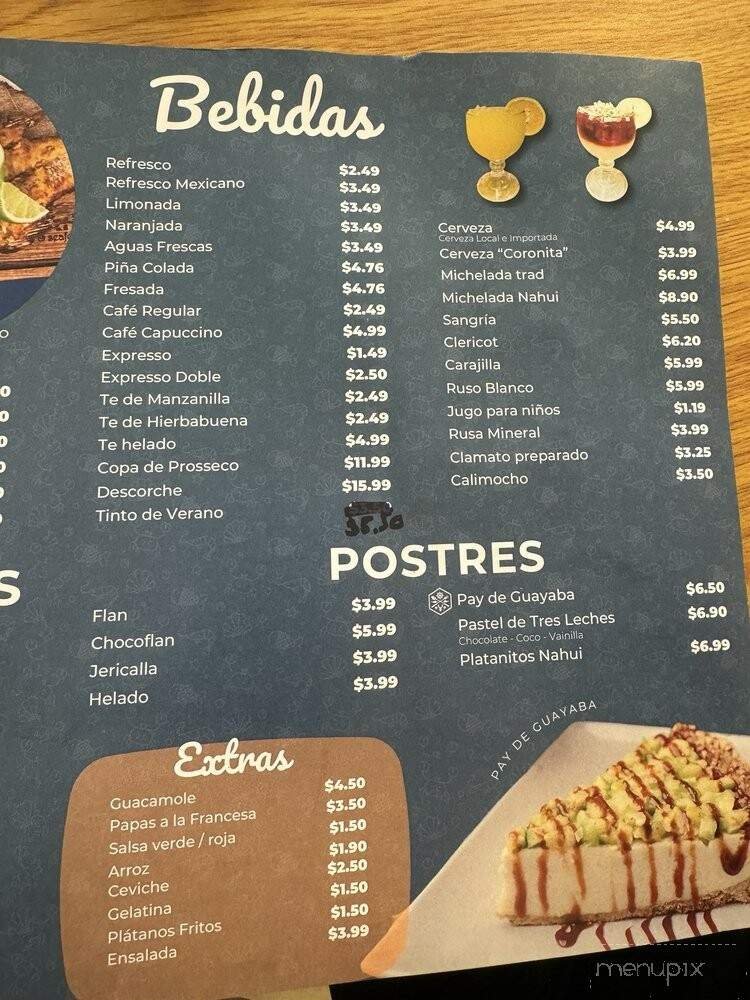 Bebidas
Refresco $2.49
Refresco Mexicano $3.49
Limonada $3.49
Naranjada $3.49
Aguas Frescas $3.49
Piña Colada $4.76
Fresada $4.76
Café Regular $2.49
Café Capuccino $4.99
Expresso $1.49
Expresso Doble $2.50
Te de Manzanilla $2.49
Te de Hierbabuena $2.49
Te helado $4.99
Copa de Prosseco $11.99
Descorche $15.99
Tinto de Verano
Cerveza $4.99
Cerveza Local e Importada
Cerveza “Coronita” $3.99
Michelada trad $6.99
Michelada Nahui $8.90
Sangría $5.50
Clericot $6.20
Carajilla $5.99
Ruso Blanco $5.99
Jugo para niños $1.19
Rusa Mineral $3.99
Clamato preparado $3.25
Calimocho $3.50
POSTRES
Flan $3.99
Chocoflan $5.99
Jericalla $3.99
Helado $3.99
Pay de Guayaba $6.50
Pastel de Tres Leches $6.90
Chocolate - Coco - Vainilla
Platanitos Nahui $6.99
Extras
Guacamole $4.50
Papas a la Francesa $3.50
Salsa verde / roja $1.50
Arroz $1.90
Ceviche $2.50
Gelatina $1.50
Plátanos Fritos $1.50
Ensalada $3.99
PAY DE GUAYABA
menupix